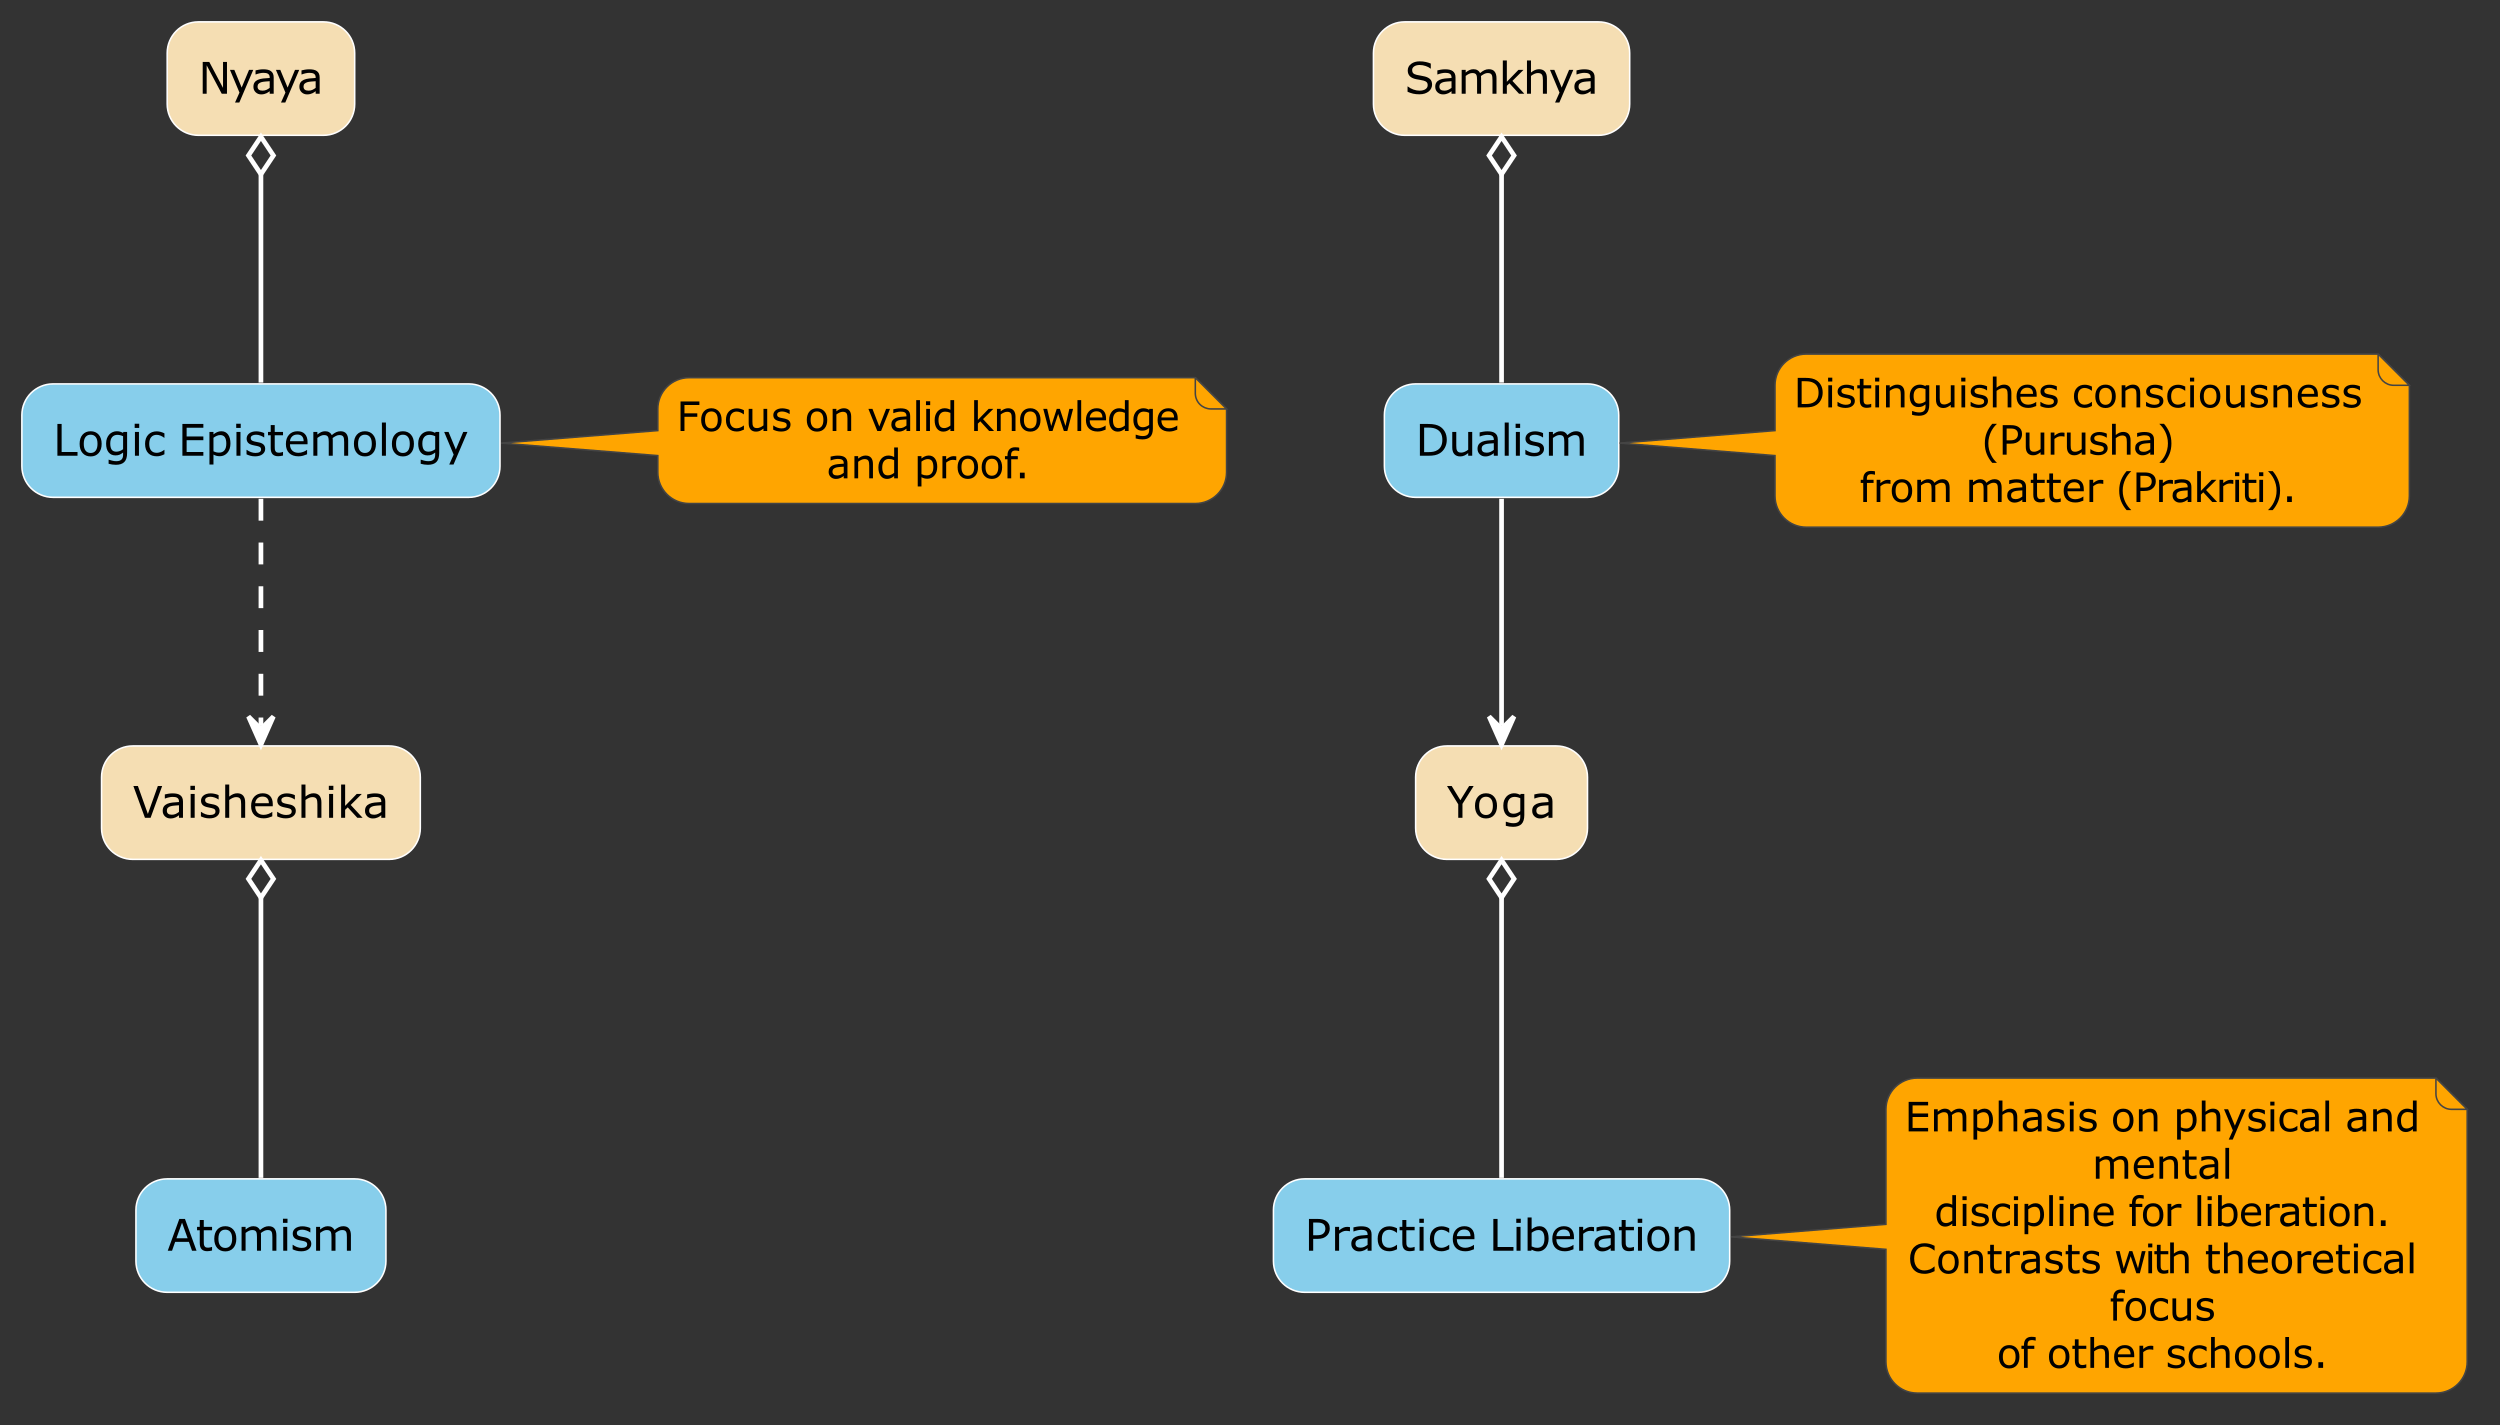 Nyaya
Samkhya
Logic Epistemology
Focus on valid knowledge
and proof.
Dualism
Distinguishes consciousness
(Purusha)
from matter (Prakriti).
Vaisheshika
Yoga
Atomism
Practice Liberation
Emphasis on physical and
mental
discipline for liberation.
Contrasts with theoretical
focus
of other schools.